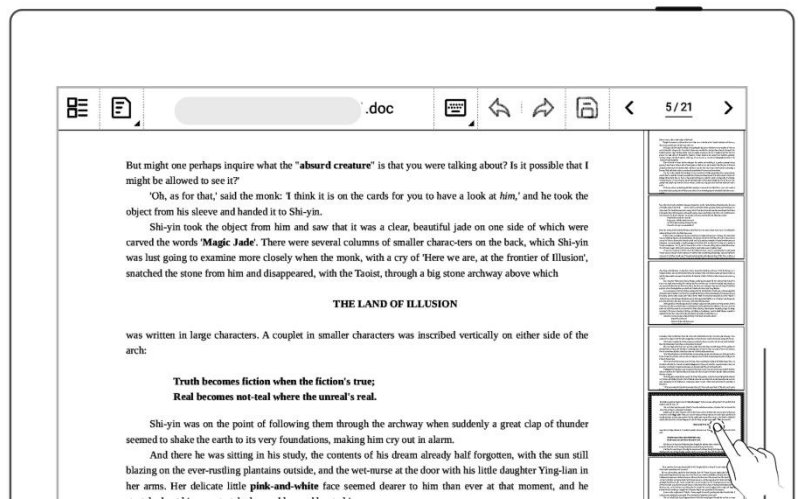 .doc
5/21
But might one perhaps inquire what the "absurd creature" is that you were talking about? Is it possible that I
might be allowed to see it?'
'Oh, as for that,' said the monk: 'I think it is on the cards for you to have a look at him,' and he took the
object from his sleeve and handed it to Shi-yin.
Shi-yin took the object from him and saw that it was a clear, beautiful jade on one side of which were
carved the words 'Magic Jade'. There were several columns of smaller charac-ters on the back, which Shi-yin
was lust going to examine more closely when the monk, with a cry of 'Here we are, at the frontier of Illusion',
snatched the stone from him and disappeared, with the Taoist, through a big stone archway above which
THE LAND OF ILLUSION
was written in large characters. A couplet in smaller characters was inscribed vertically on either side of the
arch:
Truth becomes fiction when the fiction's true;
Real becomes not-teal where the unreal's real.
Shi-yin was on the point of following them through the archway when suddenly a great clap of thunder
seemed to shake the earth to its very foundations, making him cry out in alarm.
And there he was sitting in his study, the contents of his dream already half forgotten, with the sun still
blazing on the ever-rustling plantains outside, and the wet-nurse at the door with his little daughter Ying-lian in
her arms. Her delicate little pink-and-white face seemed dearer to him than ever at that moment, and he